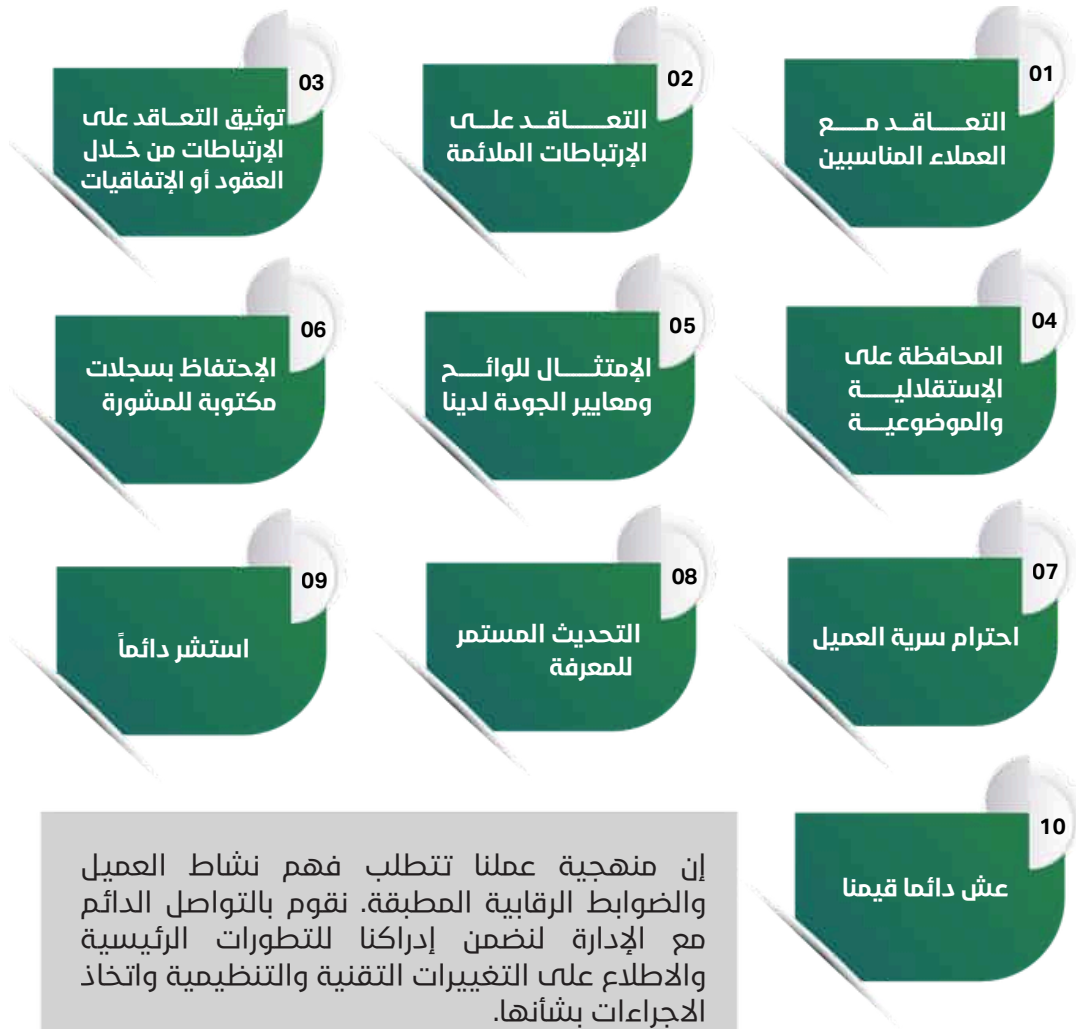 01
التعاقد مع
العملاء المناسبين
02
التعاقد على
الإرتباطات الملائمة
03
توثيق التعاقد على
الإرتباطات من خلال
العقود أو الإتفاقيات
04
المحافظة على
الإستقلالية
والموضوعية
05
الإمتثال للوائح
ومعايير الجودة لدينا
06
الإحتفاظ بسجلات
مكتوبة للمشورة
07
احترام سرية العميل
08
التحديث المستمر
للمعرفة
09
استشر دائماً
10
عش دائما قيمنا
إن منهجية عملنا تتطلب فهم نشاط العميل
والضوابط الرقابية المطبقة. نقوم بالتواصل الدائم
مع الإدارة لنضمن إدراكنا للتطورات الرئيسية
والاطلاع على التغييرات التقنية والتنظيمية واتخاذ
الاجراءات بشأنها.